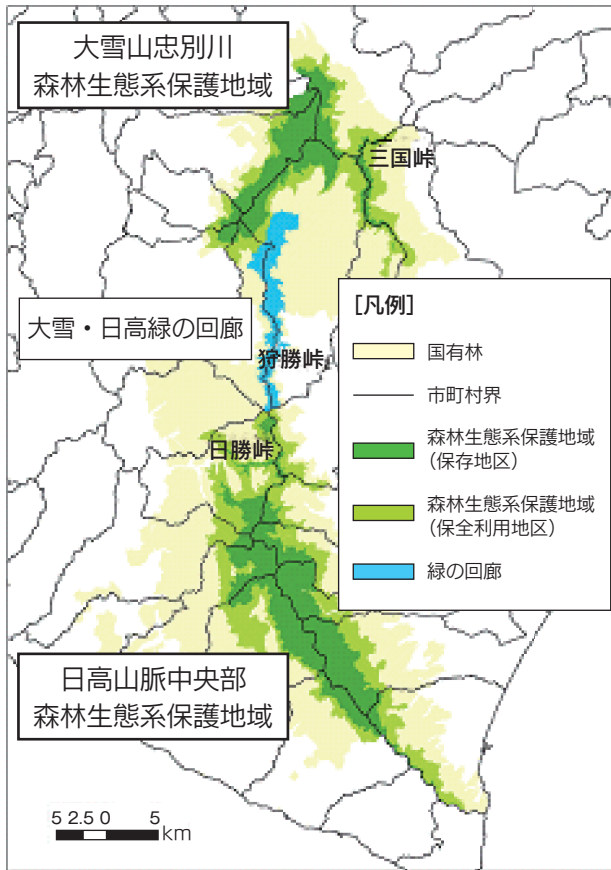 大雪山忠別川
森林生態系保護地域
三国峠
大雪・日高緑の回廊
狩勝峠
日勝峠
[凡例]
国有林
市町村界
森林生態系保護地域
(保存地区)
森林生態系保護地域
(保全利用地区)
緑の回廊
日高山脈中央部
森林生態系保護地域
5 2.5 0 5
km